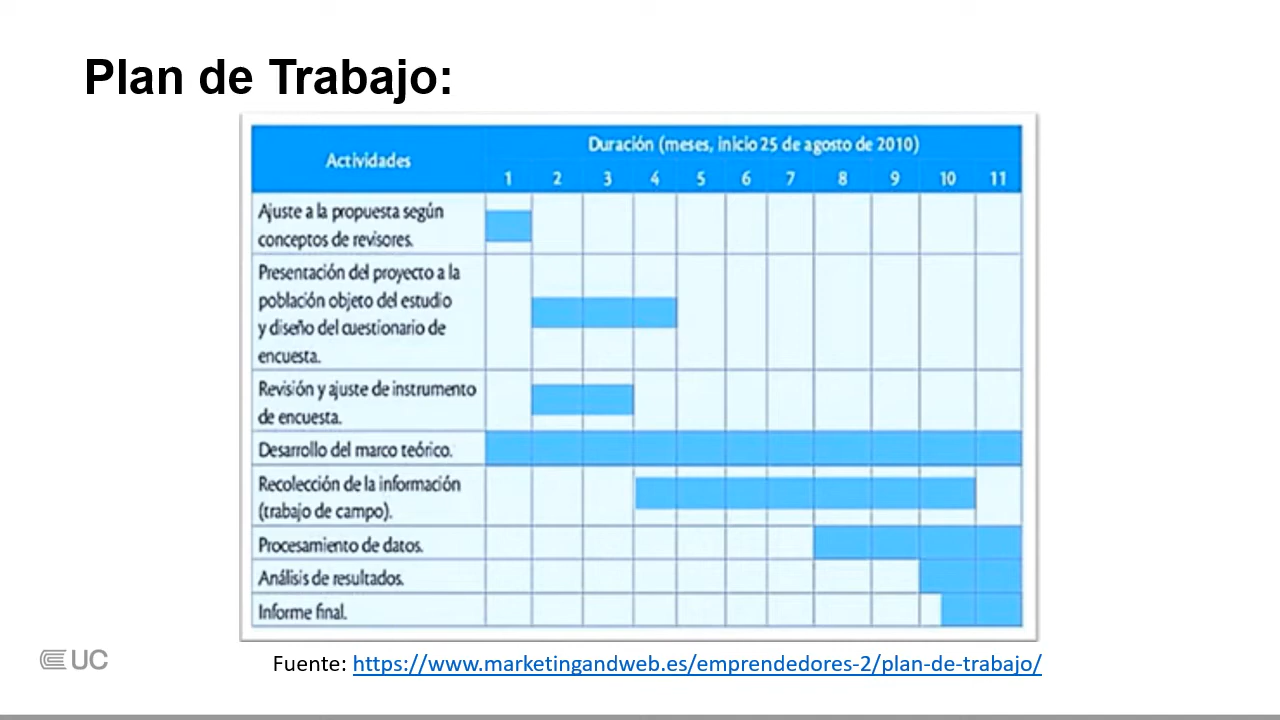 Plan de Trabajo:
Actividades
Duración (meses, inicio 25 de agosto de 2010)
1 2 3 4 5 6 7 8 9 10 11
Ajuste a la propuesta según
conceptos de revisores.
Presentación del proyecto a la
población objeto del estudio
y diseño del cuestionario de
encuesta.
Revisión y ajuste de instrumento
de encuesta.
Desarrollo del marco teórico.
Recolección de la información
(trabajo de campo).
Procesamiento de datos.
Análisis de resultados.
Informe final.
UC
Fuente: https://www.marketingandweb.es/emprendedores-2/plan-de-trabajo/